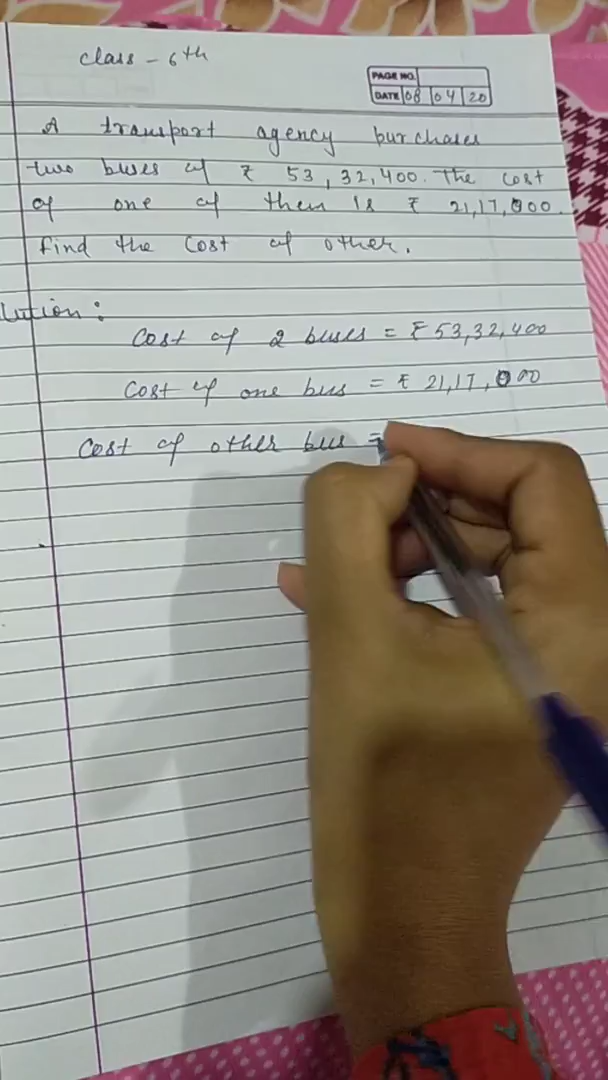 Class - 6th
PAGE NO.
DATE 08 04 20
A transport agency purchases
two buses of ₹ 53,32,400. The cost
of one of them is ₹ 21,17,000.
find the cost of other.
lution:
Cost of 2 buses = ₹ 53,32,400
Cost of one bus = ₹ 21,17,000
Cost of other bus =